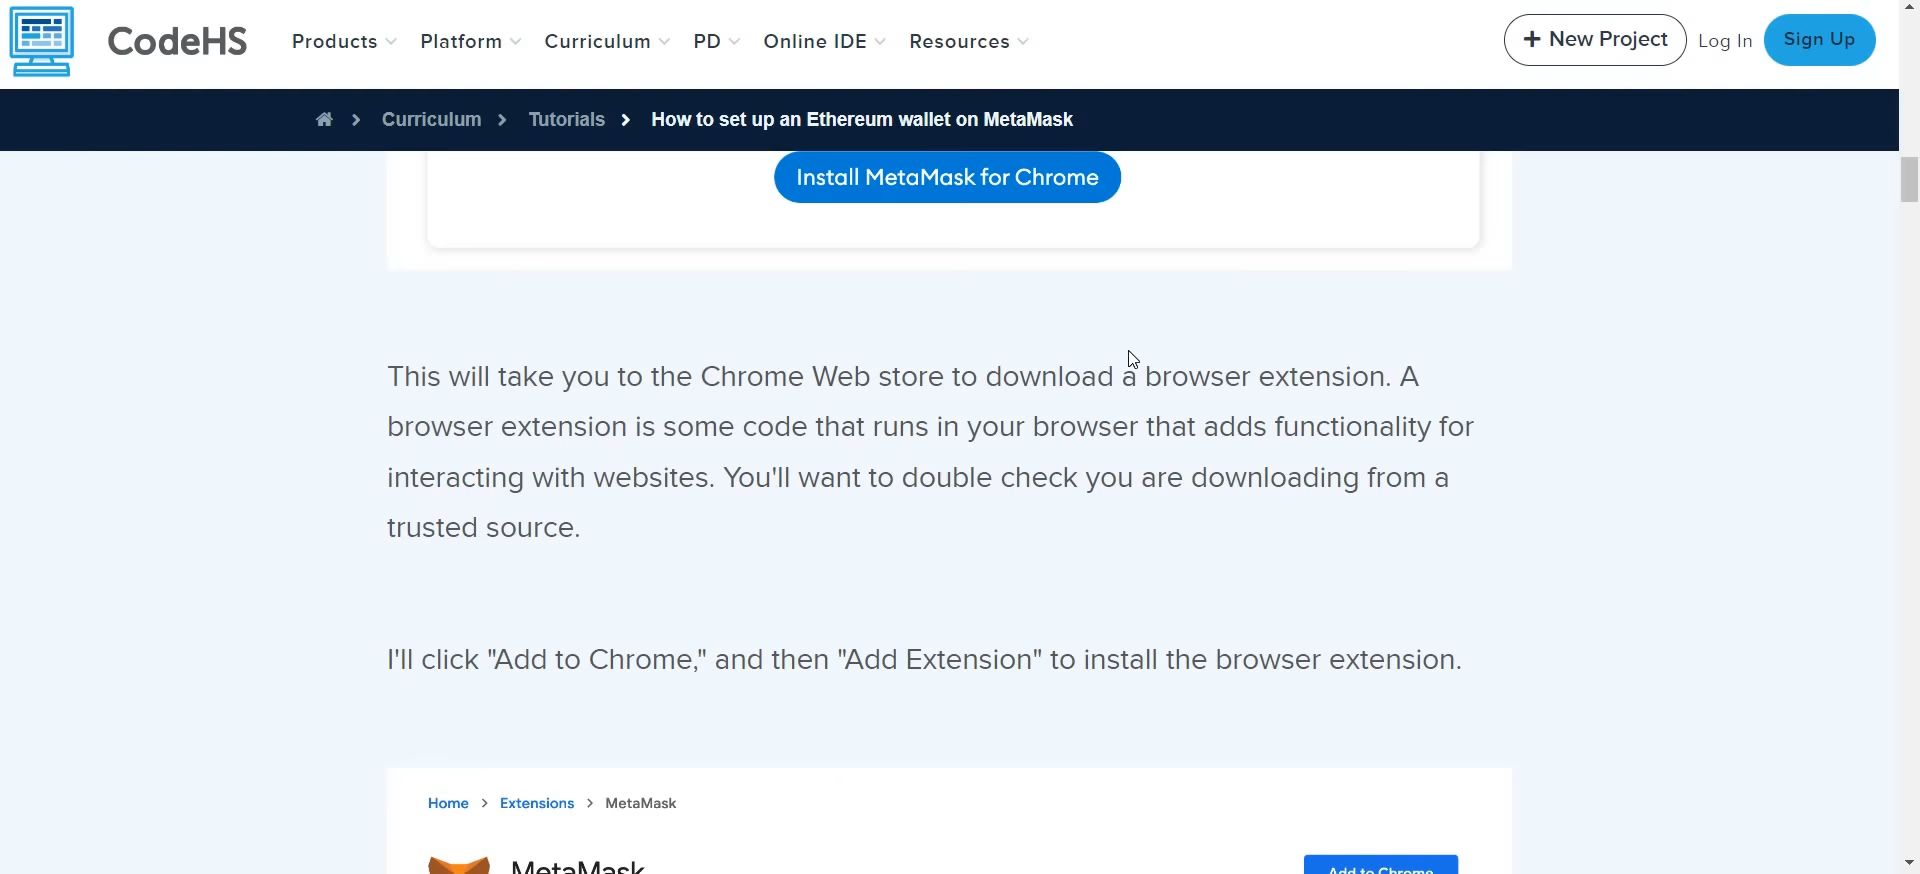 CodeHS Products Platform Curriculum PD Online IDE Resources + New Project Log In Sign Up
Curriculum > Tutorials > How to set up an Ethereum wallet on MetaMask
Install MetaMask for Chrome
This will take you to the Chrome Web store to download a browser extension. A
browser extension is some code that runs in your browser that adds functionality for
interacting with websites. You'll want to double check you are downloading from a
trusted source.
I'll click "Add to Chrome," and then "Add Extension" to install the browser extension.
Home > Extensions > MetaMask
MetaMask Add to Chrome